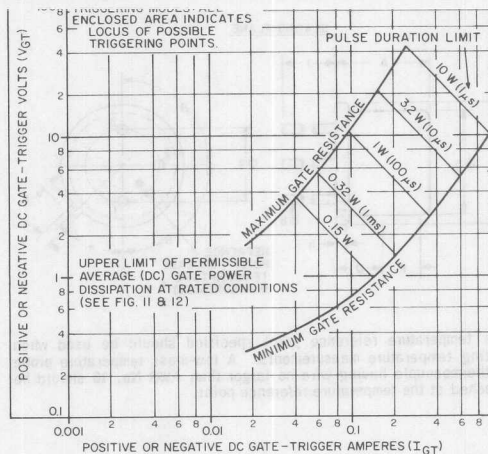 TRIGGERING MODES: ALL
ENCLOSED AREA INDICATES
LOCUS OF POSSIBLE
TRIGGERING POINTS.
PULSE DURATION LIMIT
10 W (1μs)
3.2 W (10μs)
1W (100μs)
0.32 W (1ms)
0.15 W
MAXIMUM GATE RESISTANCE
MINIMUM GATE RESISTANCE
UPPER LIMIT OF PERMISSIBLE
AVERAGE (DC) GATE POWER
DISSIPATION AT RATED CONDITIONS
(SEE FIG. 11 & 12)
POSITIVE OR NEGATIVE DC GATE-TRIGGER VOLTS (VGT)
8
6
4
2
10
8
6
4
2
1
8
6
4
2
0.1
0.001 2 4 6 8 0.01 2 4 6 8 0.1 2 4 6 8
POSITIVE OR NEGATIVE DC GATE-TRIGGER AMPERES (IGT)